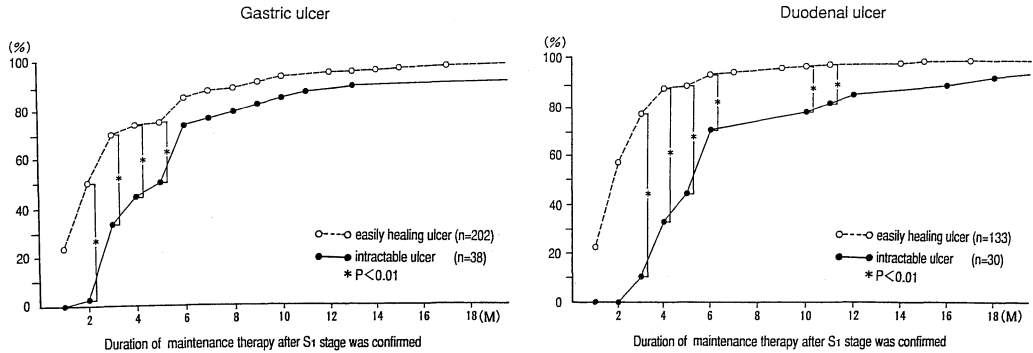 Gastric ulcer
(%)
100
80
60
40
20
0
*
*
*
*
easily healing ulcer (n=202)
intractable ulcer (n=38)
* P<0.01
2 4 6 8 10 12 14 16 18 (M)
Duration of maintenance therapy after S1 stage was confirmed
Duodenal ulcer
(%)
100
80
60
40
20
0
*
*
*
*
*
*
easily healing ulcer (n=133)
intractable ulcer (n=30)
* P<0.01
2 4 6 8 10 12 14 16 18 (M)
Duration of maintenance therapy after S1 stage was confirmed